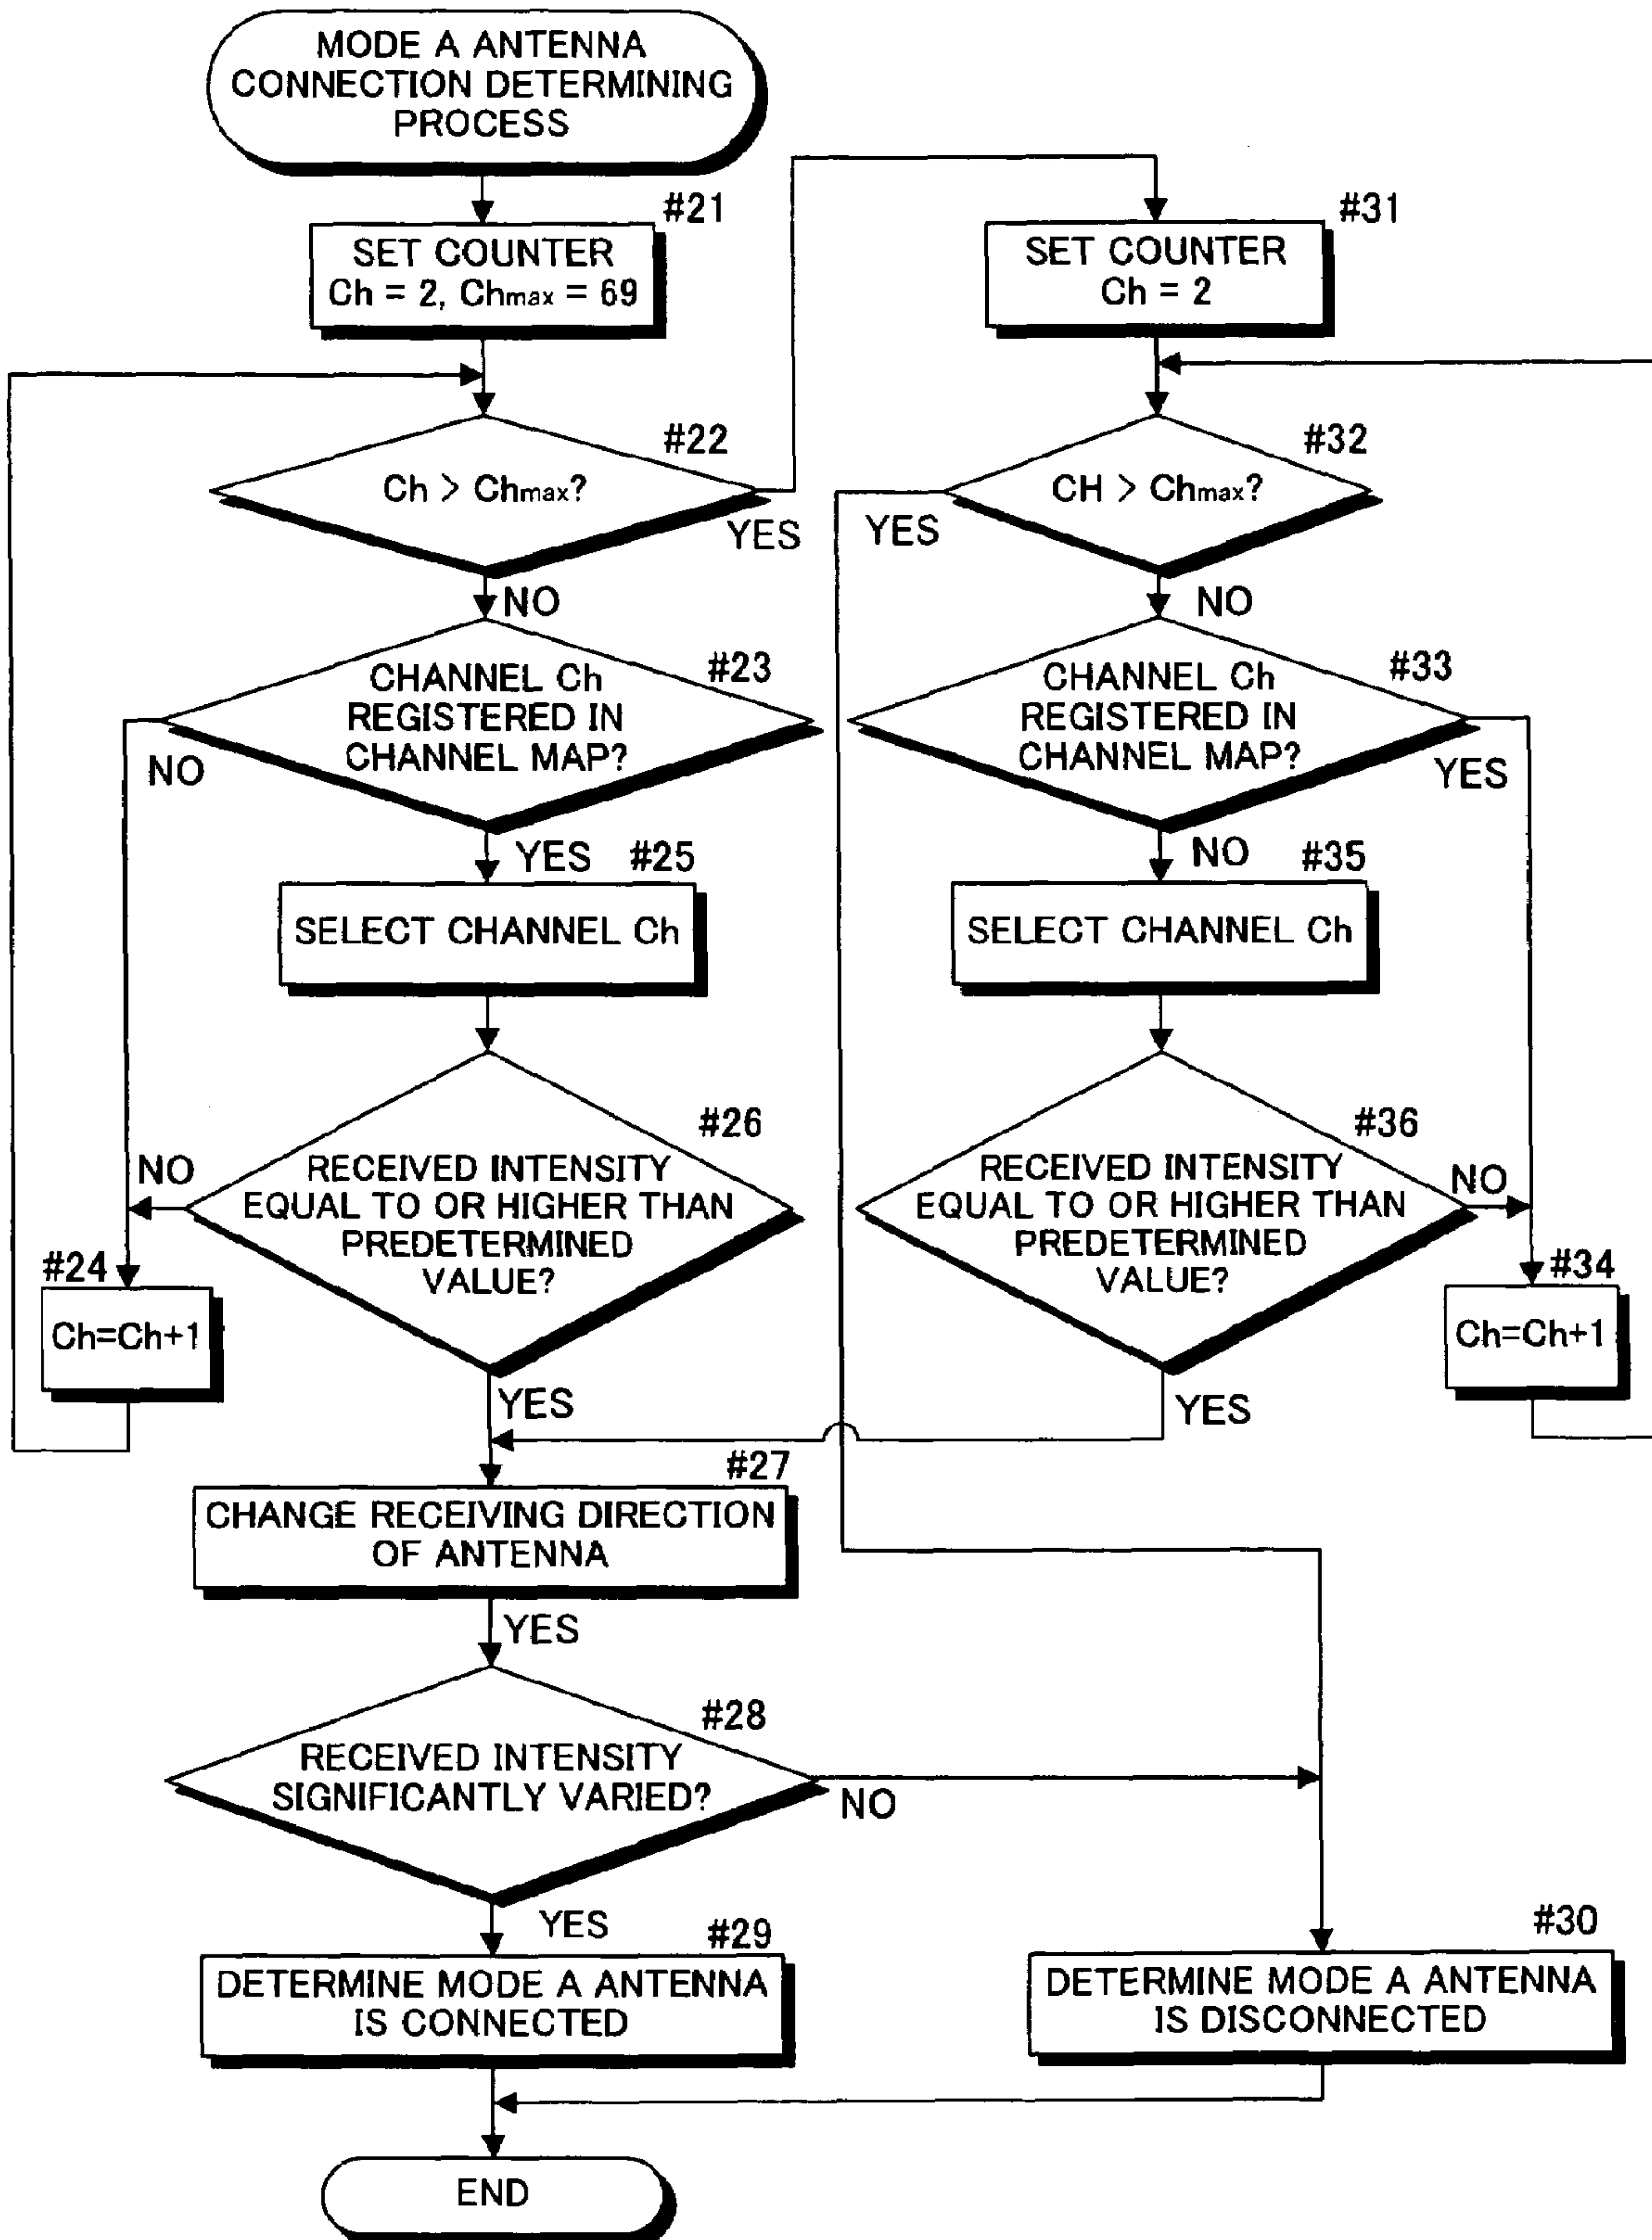 MODE A ANTENNA
CONNECTION DETERMINING
PROCESS
#21
SET COUNTER
Ch = 2, Chmax = 69
#22
Ch > Chmax?
YES
NO
#23
CHANNEL Ch
REGISTERED IN
CHANNEL MAP?
NO
YES
#25
SELECT CHANNEL Ch
#26
RECEIVED INTENSITY
EQUAL TO OR HIGHER THAN
PREDETERMINED
VALUE?
NO
#24
Ch=Ch+1
YES
#27
CHANGE RECEIVING DIRECTION
OF ANTENNA
YES
#28
RECEIVED INTENSITY
SIGNIFICANTLY VARIED?
NO
YES
#29
DETERMINE MODE A ANTENNA
IS CONNECTED
#31
SET COUNTER
Ch = 2
#32
CH > Chmax?
YES
NO
#33
CHANNEL Ch
REGISTERED IN
CHANNEL MAP?
YES
NO
#35
SELECT CHANNEL Ch
#36
RECEIVED INTENSITY
EQUAL TO OR HIGHER THAN
PREDETERMINED
VALUE?
NO
#34
Ch=Ch+1
YES
#30
DETERMINE MODE A ANTENNA
IS DISCONNECTED
END